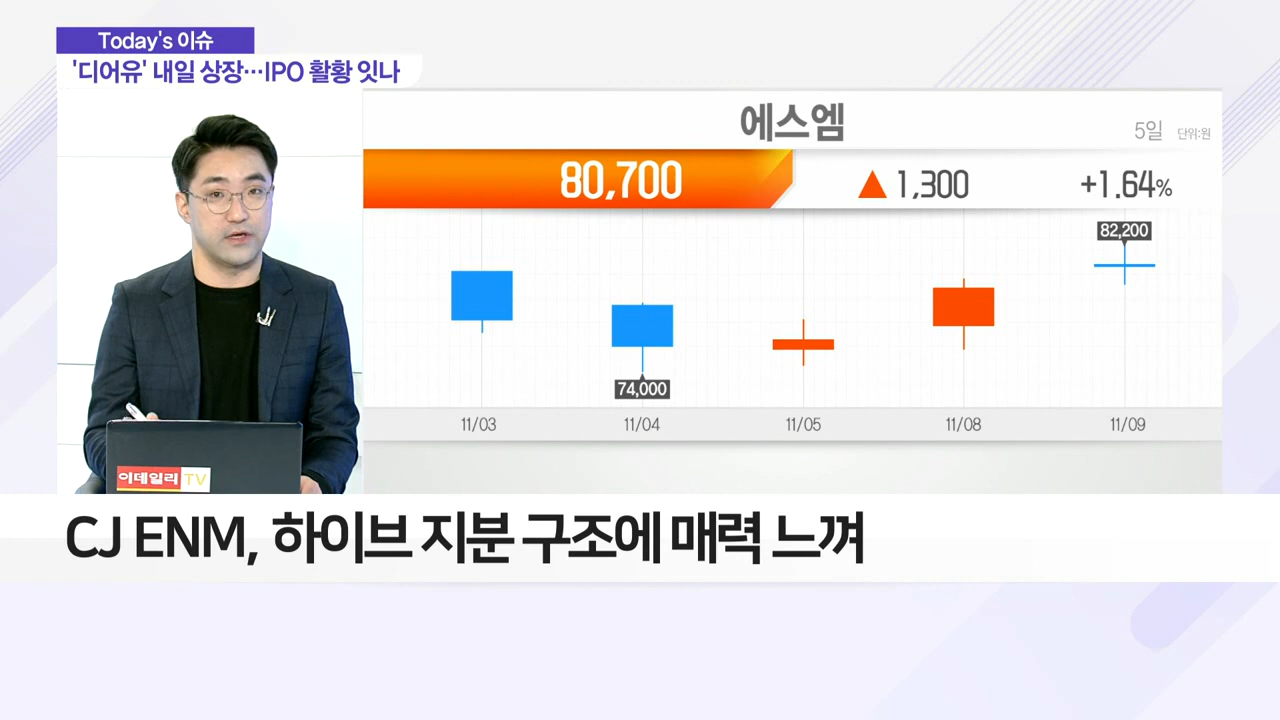 Today's 이슈
'디어유' 내일 상장…IPO 활황 잇나
에스엠
5일 단위:원
80,700 ▲ 1,300 +1.64%
82,200
74,000
11/03 11/04 11/05 11/08 11/09
이데일리 TV
CJ ENM, 하이브 지분 구조에 매력 느껴